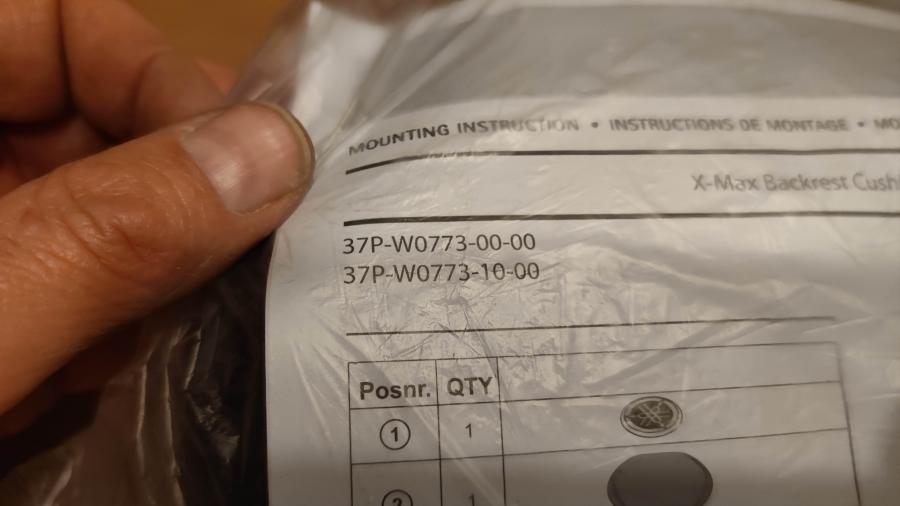 MOUNTING INSTRUCTION • INSTRUCTIONS DE MONTAGE •
X-Max Backrest
37P-W0773-00-00
37P-W0773-10-00
Posnr. QTY
1 1
2 1